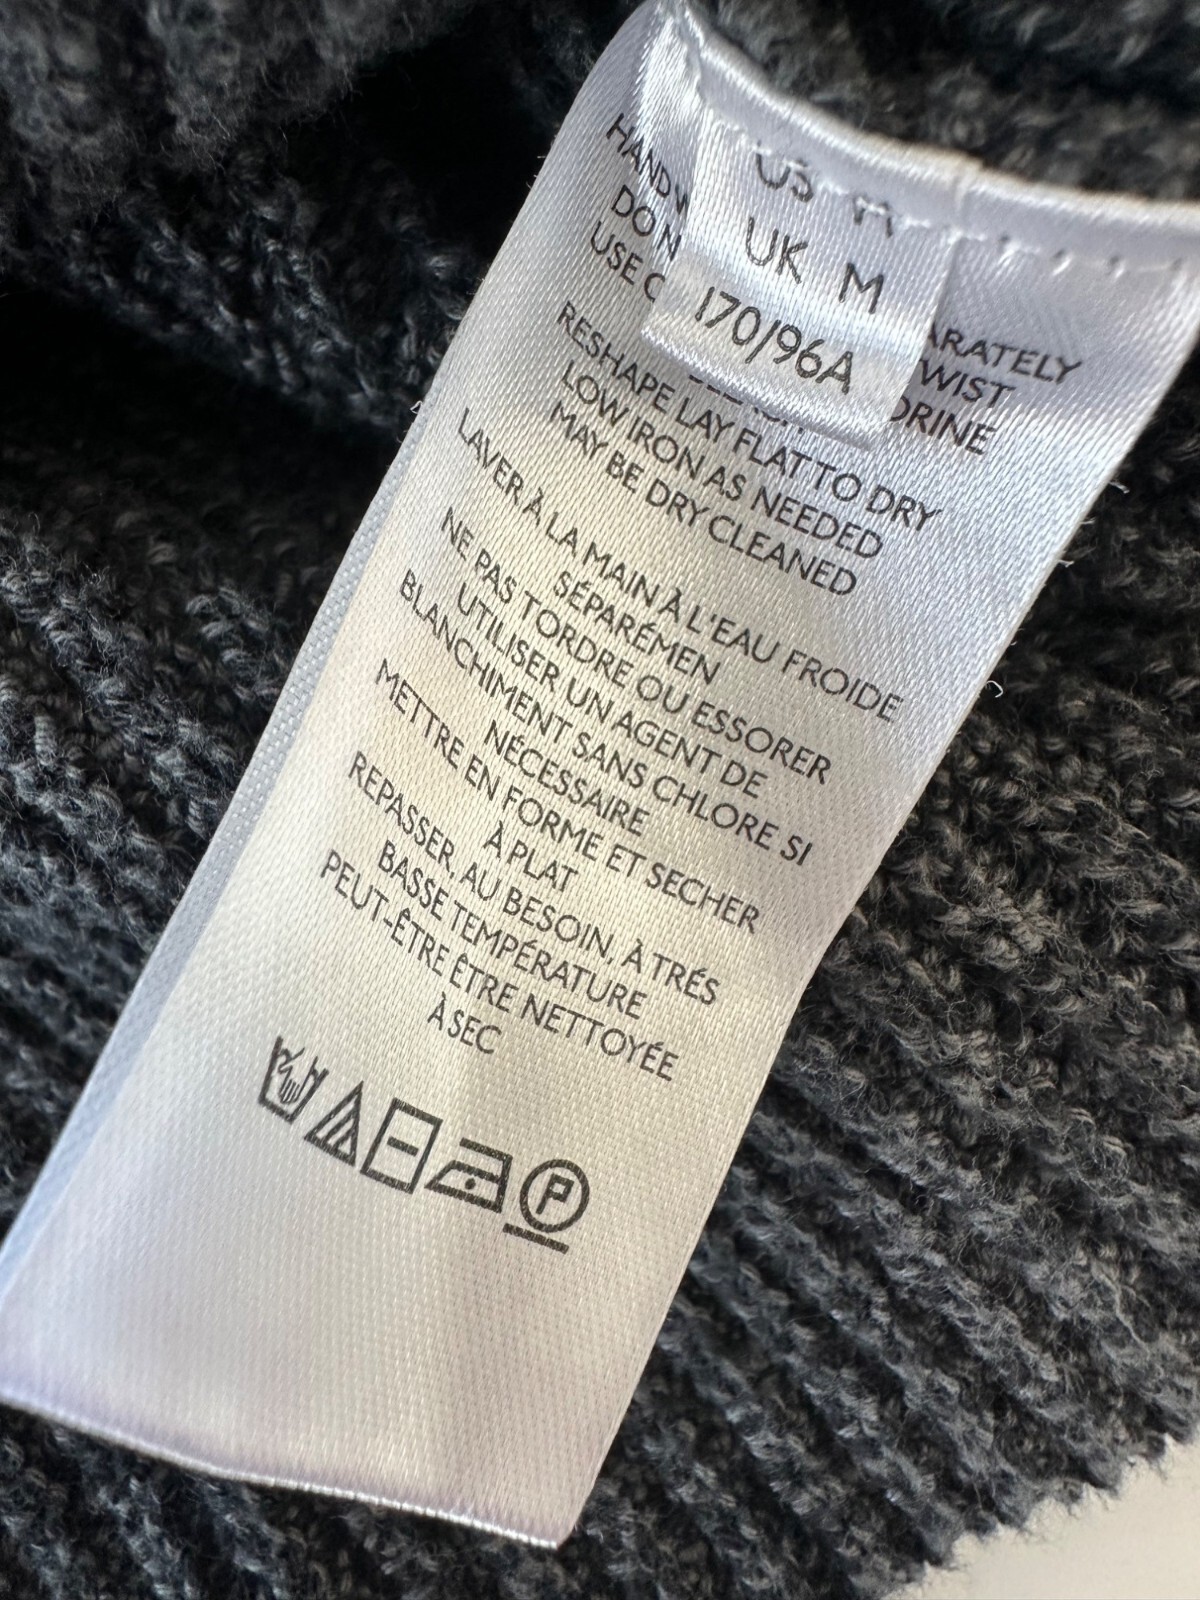 US M
UK M
170/96A
ARATELY
WIST
USE
ORINE
RESHAPE LAY FLAT TO DRY
LOW IRON AS NEEDED
MAY BE DRY CLEANED
LAVER À LA MAIN À L'EAU FROIDE
SÉPARÉMEN
NE PAS TORDRE OU ESSORER
UTILISER UN AGENT DE
BLANCHIMENT SANS CHLORE SI
NÉCESSAIRE
METTRE EN FORME ET SECHER
À PLAT
REPASSER, AU BESOIN, À TRÉS
BASSE TEMPÉRATURE
PEUT-ÊTRE ÊTRE NETTOYÉE
À SEC
P